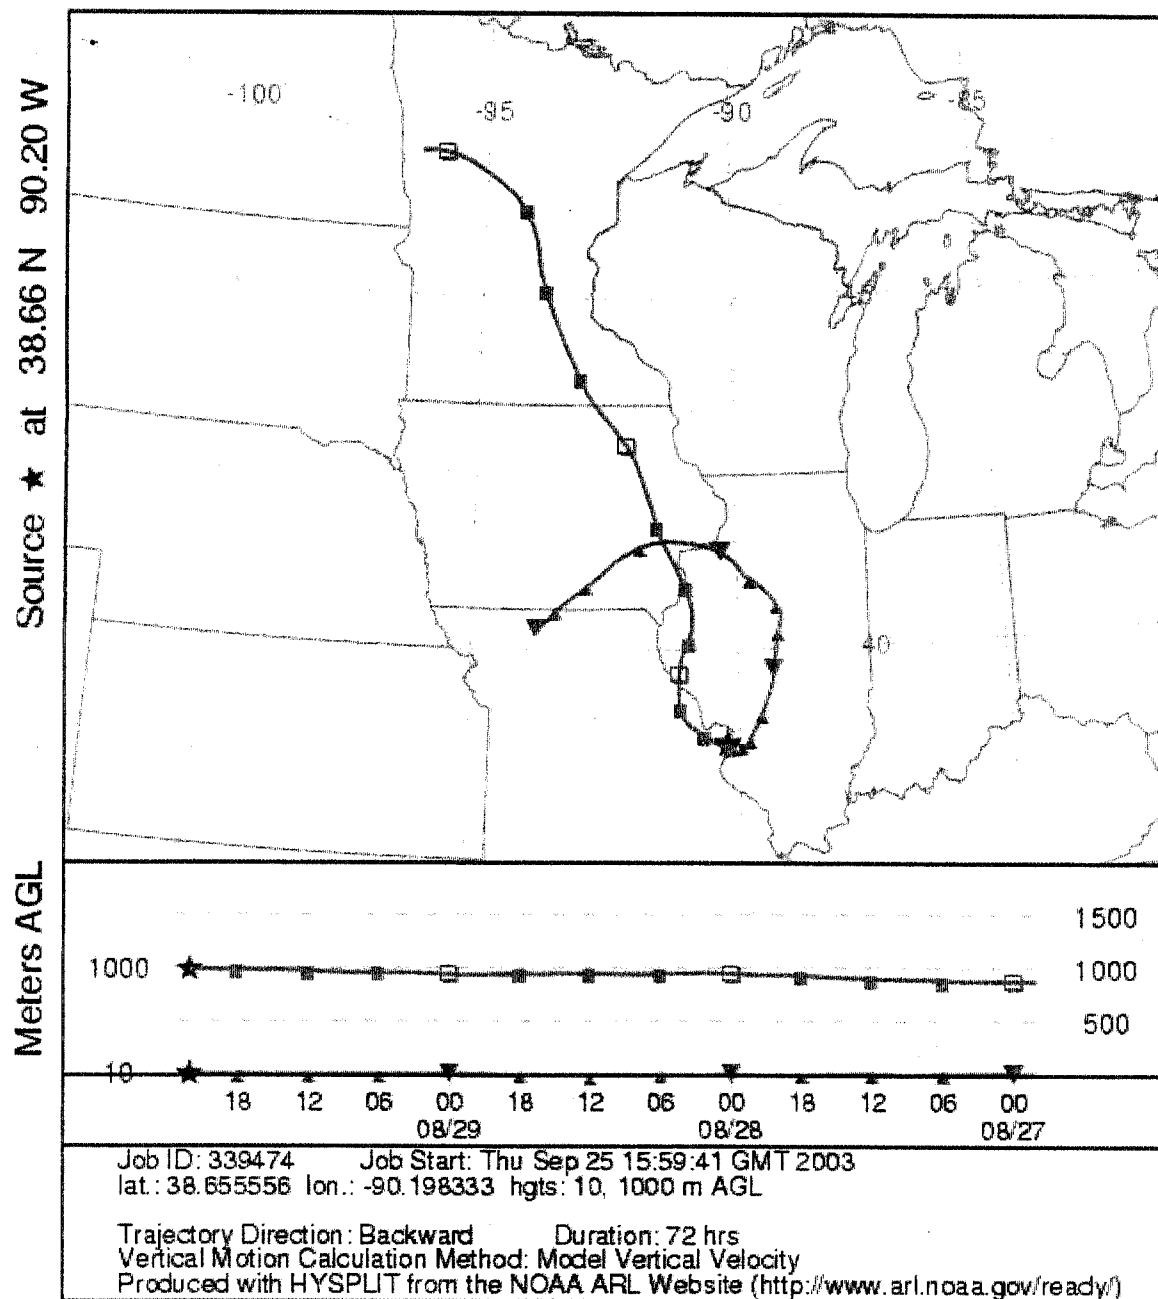 Source ★ at 38.66 N 90.20 W
-100
-95
-90
-85
40
Meters AGL
1500
1000
1000
500
10
18 12 06 00 18 12 06 00 18 12 06 00
08/29 08/28 08/27
Job ID: 339474 Job Start: Thu Sep 25 15:59:41 GMT 2003
lat.: 38.655556 lon.: -90.198333 hgts: 10, 1000 m AGL
Trajectory Direction: Backward Duration: 72 hrs
Vertical Motion Calculation Method: Model Vertical Velocity
Produced with HYSPLIT from the NOAA ARL Website (http://www.arl.noaa.gov/ready/)